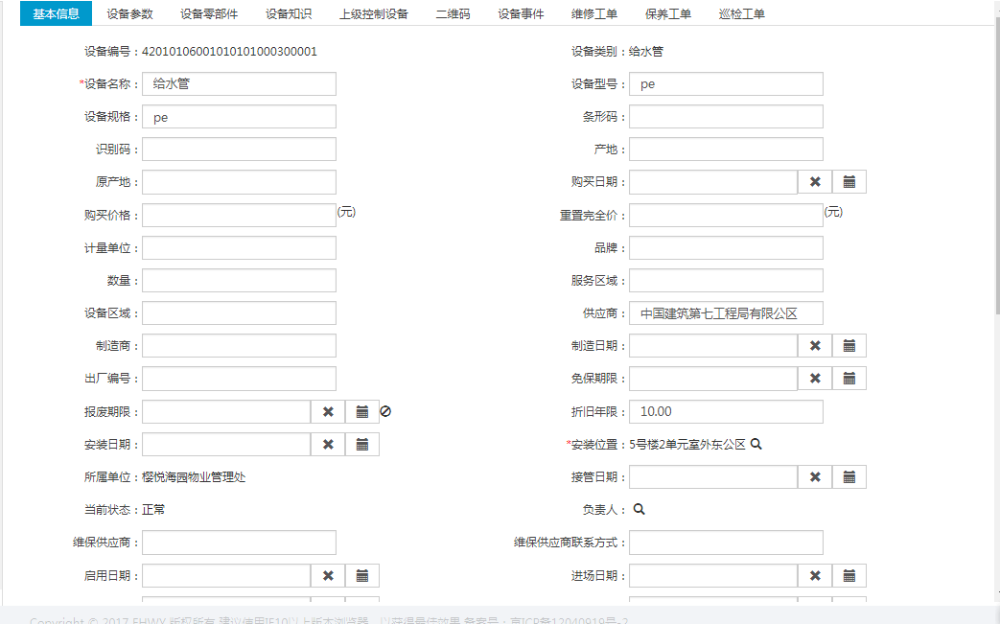 基本信息 设备参数 设备零部件 设备知识 上级控制设备 二维码 设备事件 维修工单 保养工单 巡检工单
设备编号：42010106001010101000300001 设备类别：给水管
*设备名称：给水管 设备型号：pe
设备规格：pe 条形码：
识别码： 产地：
原产地： 购买日期：
购买价格：(元) 重置完全价：(元)
计量单位： 品牌：
数量： 服务区域：
设备区域： 供应商：中国建筑第七工程局有限公区
制造商： 制造日期：
出厂编号： 免保期限：
报废期限： 折旧年限：10.00
安装日期： *安装位置：5号楼2单元室外东公区
所属单位：樱悦海园物业管理处 接管日期：
当前状态：正常 负责人：
维保供应商： 维保供应商联系方式：
启用日期： 进场日期：
Copyright © 2017 EHWY 版权所有 建议使用IE10以上版本浏览器，以获得最佳效果 备案号：京ICP备12040919号-2